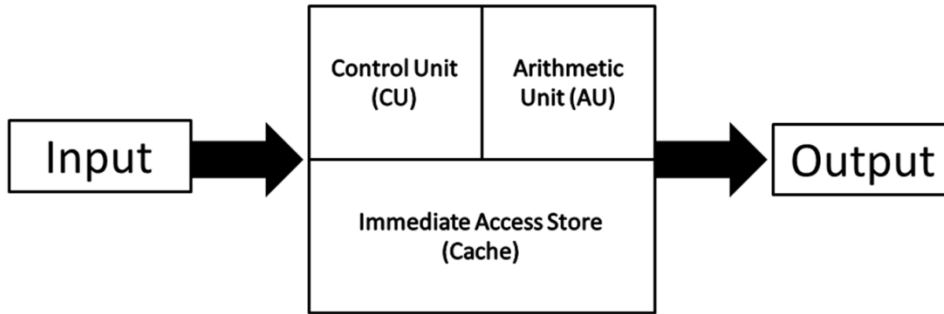 Input
Control Unit
(CU)
Arithmetic
Unit (AU)
Immediate Access Store
(Cache)
Output